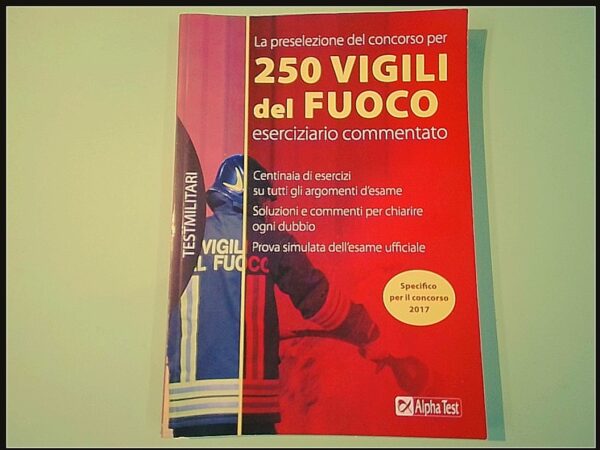 La preselezione del concorso per
250 VIGILI
del FUOCO
eserciziario commentato
Centinaia di esercizi
su tutti gli argomenti d'esame
Soluzioni e commenti per chiarire
ogni dubbio
Prova simulata dell'esame ufficiale
Specifico
per il concorso
2017
TESTMILITARI
VIGILI
EL FUOCO
Alpha Test